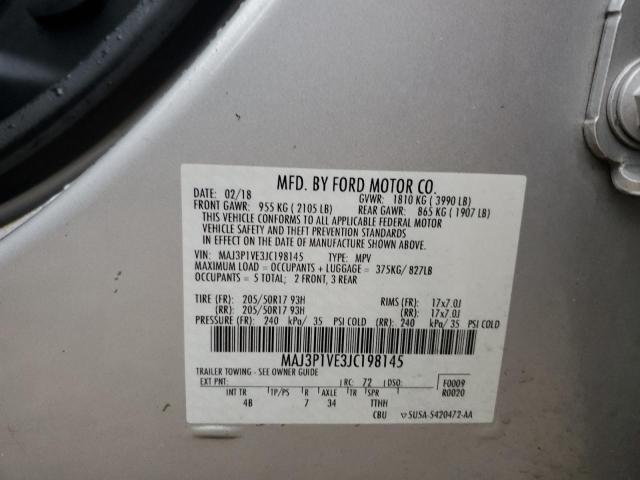 MFD. BY FORD MOTOR CO.
DATE: 02/18 GVWR: 1810 KG ( 3990 LB)
FRONT GAWR: 955 KG ( 2105 LB) REAR GAWR: 865 KG ( 1907 LB)
THIS VEHICLE CONFORMS TO ALL APPLICABLE FEDERAL MOTOR
VEHICLE SAFETY AND THEFT PREVENTION STANDARDS
IN EFFECT ON THE DATE OF MANUFACTURE SHOWN ABOVE.
VIN: MAJ3P1VE3JC198145 TYPE: MPV
MAXIMUM LOAD = OCCUPANTS + LUGGAGE = 375KG/ 827LB
OCCUPANTS = 5 TOTAL; 2 FRONT, 3 REAR
TIRE (FR): 205/50R17 93H RIMS (FR): 17x7.0J
(RR): 205/50R17 93H (RR): 17x7.0J
PRESSURE (FR): 240 kPa/ 35 PSI COLD (RR): 240 kPa/ 35 PSI COLD
MAJ3P1VE3JC198145
TRAILER TOWING - SEE OWNER GUIDE
EXT PNT: RC: 72 DSO: F0009
INT TR TP/PS R AXLE TR SPR R0020
4B 7 34 TTHH
CBU 5USA-5420472-AA